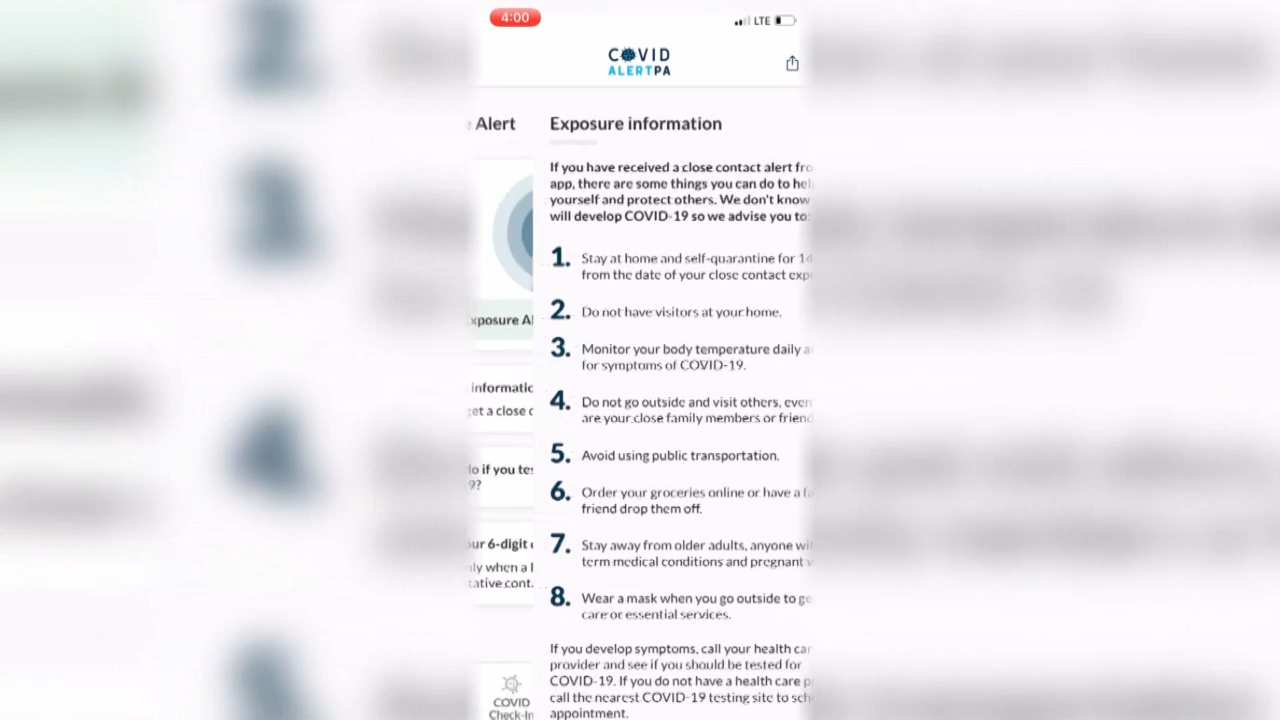 4:00
LTE
COVID
ALERTPA
Alert
Exposure information
If you have received a close contact alert fro
app, there are some things you can do to hel
yourself and protect others. We don't know
will develop COVID-19 so we advise you to:
1. Stay at home and self-quarantine for 14
from the date of your close contact exp
2. Do not have visitors at your home.
3. Monitor your body temperature daily a
for symptoms of COVID-19.
4. Do not go outside and visit others, even
are your close family members or friend
5. Avoid using public transportation.
6. Order your groceries online or have a fa
friend drop them off.
7. Stay away from older adults, anyone wit
term medical conditions and pregnant w
8. Wear a mask when you go outside to ge
care or essential services.
If you develop symptoms, call your health car
provider and see if you should be tested for
COVID-19. If you do not have a health care p
call the nearest COVID-19 testing site to sch
appointment.
xposure Al
informatic
et a close c
lo if you tes
9?
ur 6-digit
ly when a l
tative cont.
COVID
Check-In